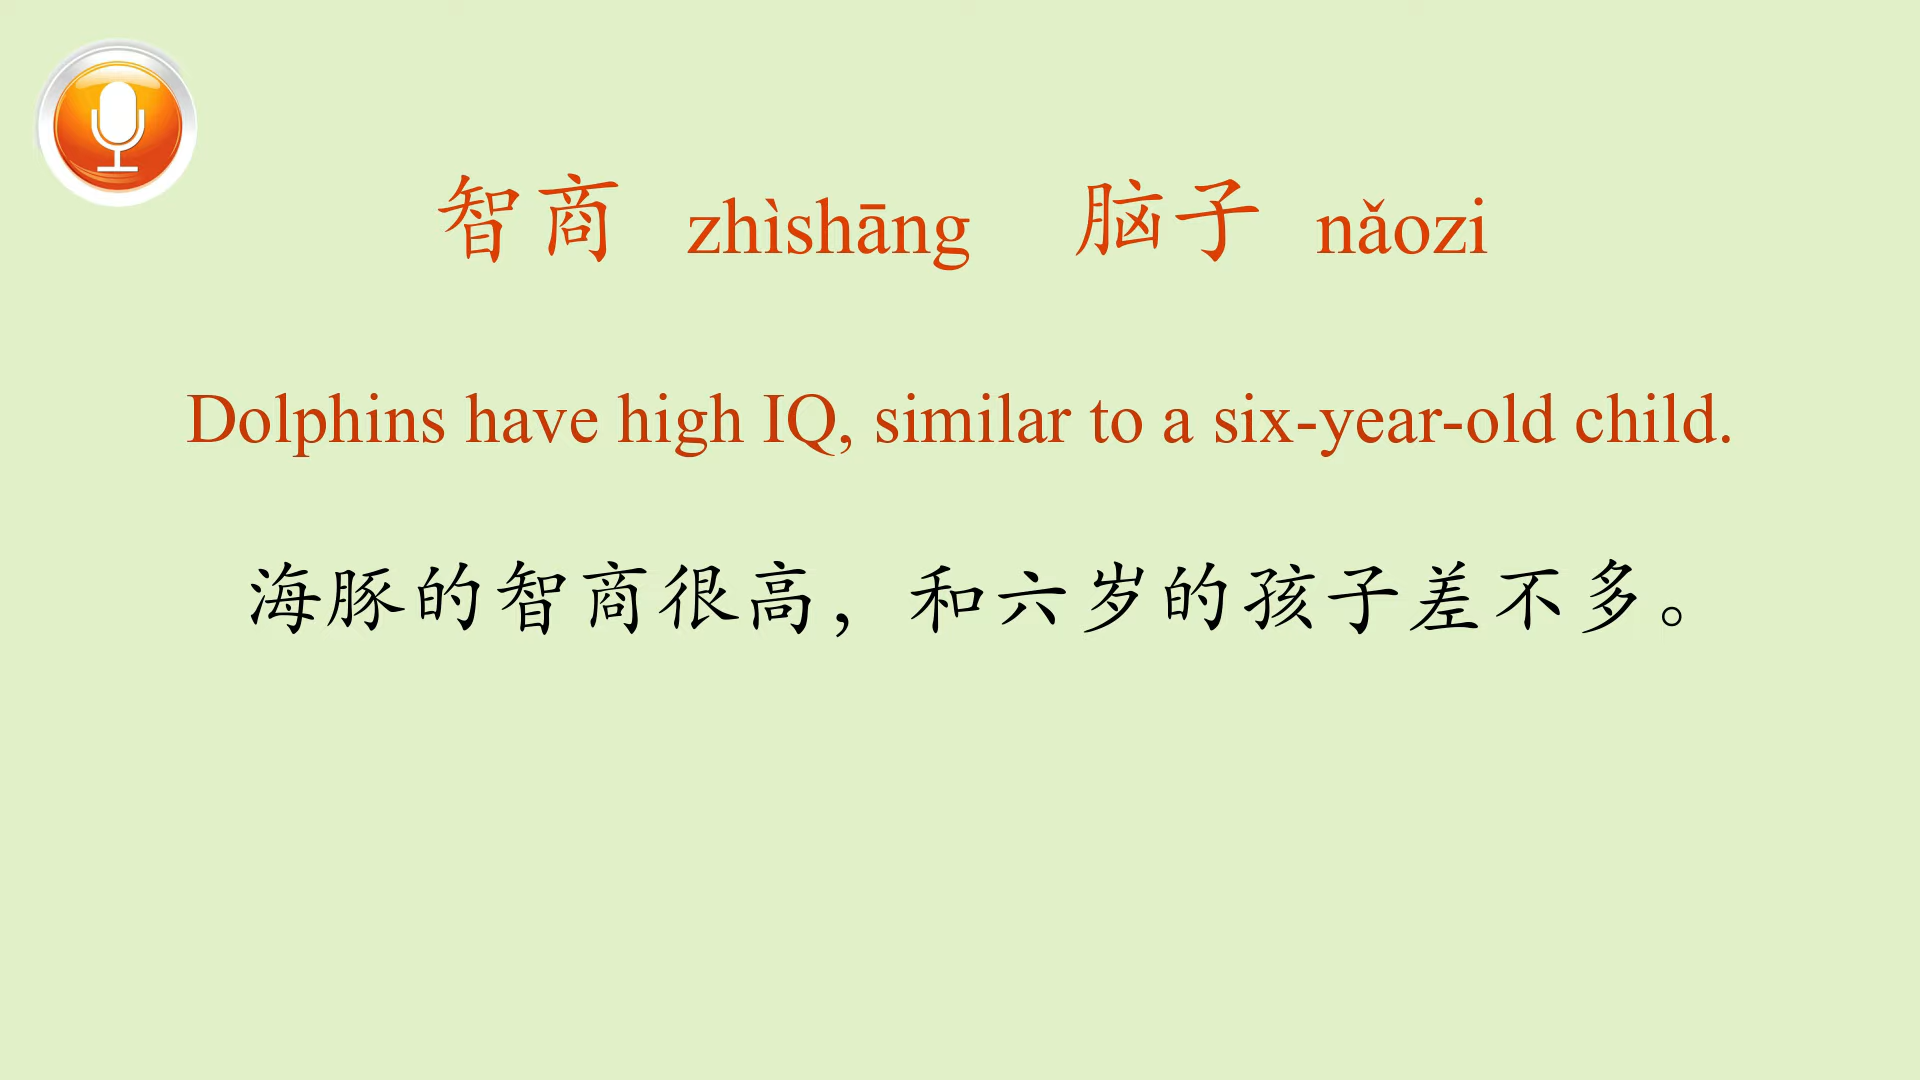 智商 zhìshāng 脑子 nǎozi
Dolphins have high IQ, similar to a six-year-old child.
海豚的智商很高，和六岁的孩子差不多。